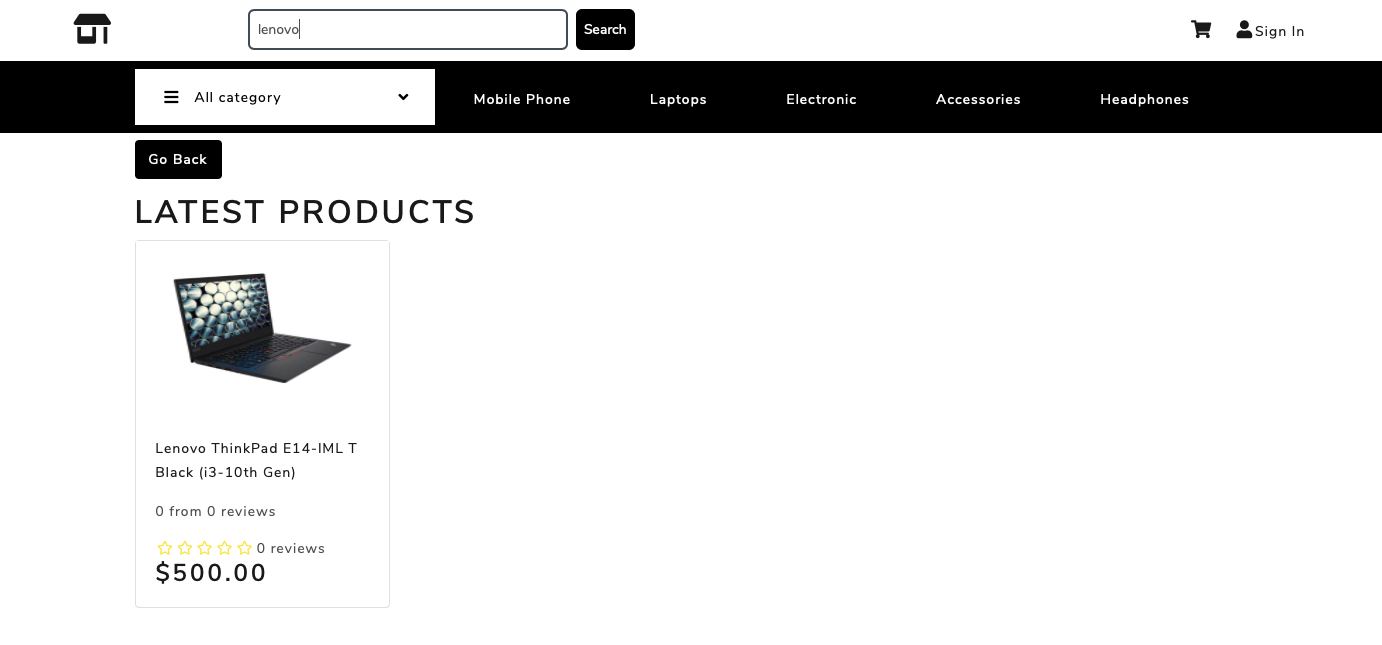 lenovo
Search
Sign In
All category
Mobile Phone
Laptops
Electronic
Accessories
Headphones
Go Back
LATEST PRODUCTS
Lenovo ThinkPad E14-IML T
Black (i3-10th Gen)
0 from 0 reviews
0 reviews
$500.00